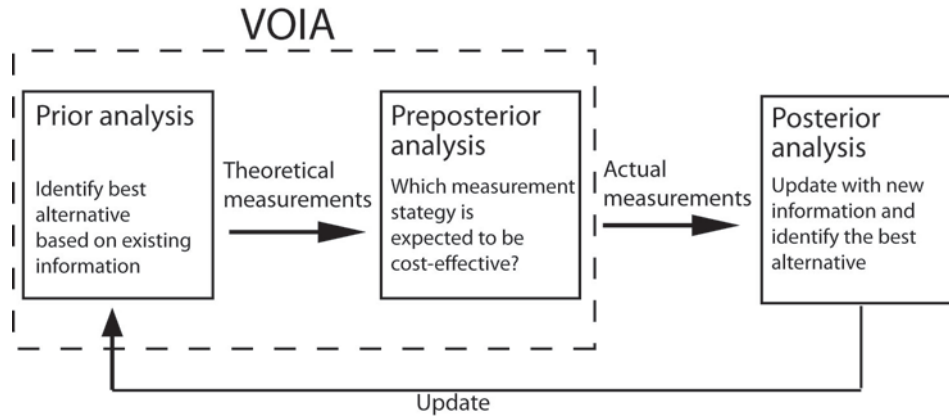 VOIA
Prior analysis
Identify best
alternative
based on existing
information
Theoretical
measurements
Preposterior
analysis
Which measurement
stategy is
expected to be
cost-effective?
Actual
measurements
Posterior
analysis
Update with new
information and
identify the best
alternative
Update